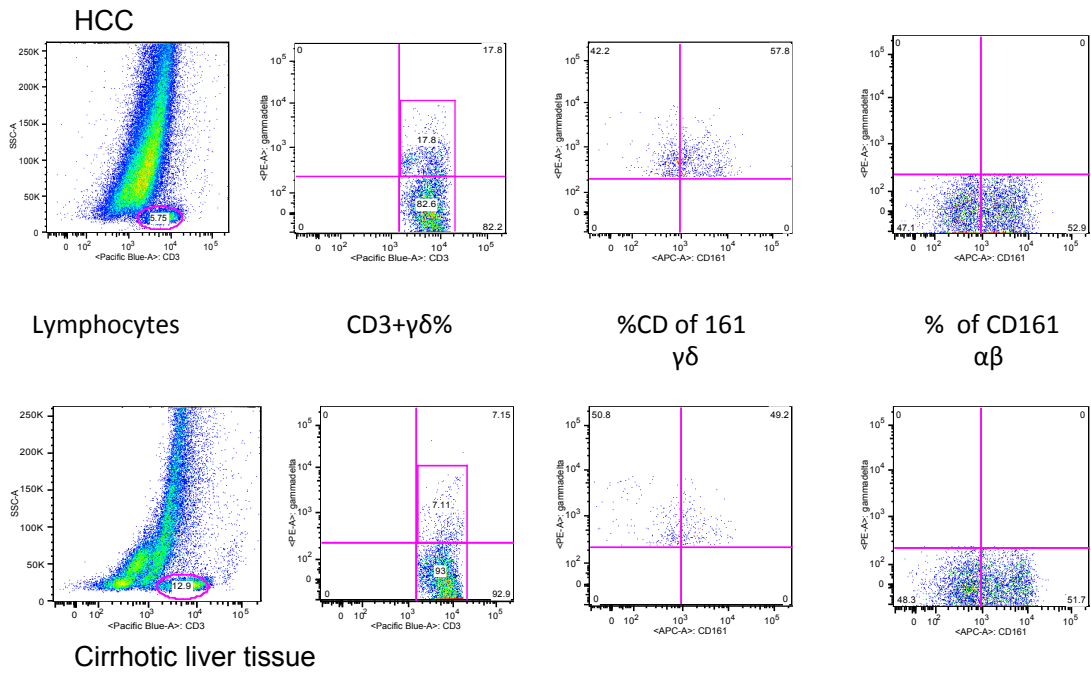 HCC
250K
200K
150K
100K
50K
0
SSC-A
5.75
0 10² 10³ 10⁴ 10⁵
<Pacific Blue-A>: CD3
0 17.8
10⁵
10⁴
10³
10²
0
<PE-A>: gammadelta
17.8
82.6
0 82.2
0 10² 10³ 10⁴ 10⁵
<Pacific Blue-A>: CD3
42.2 57.8
10⁵
10⁴
10³
10²
0
<PE-A>: gammadelta
0 0
0 10² 10³ 10⁴ 10⁵
<APC-A>: CD161
0 0
10⁵
10⁴
10³
10²
0
<PE-A>: gammadelta
47.1 52.9
0 10² 10³ 10⁴ 10⁵
<APC-A>: CD161
Lymphocytes
CD3+γδ%
%CD of 161
γδ
% of CD161
αβ
250K
200K
150K
100K
50K
0
SSC-A
12.9
0 10² 10³ 10⁴ 10⁵
<Pacific Blue-A>: CD3
0 7.15
10⁵
10⁴
10³
10²
0
<PE-A>: gammadelta
7.11
93
0 92.9
0 10² 10³ 10⁴ 10⁵
<Pacific Blue-A>: CD3
50.8 49.2
10⁵
10⁴
10³
10²
0
<PE-A>: gammadelta
0 0
0 10² 10³ 10⁴ 10⁵
<APC-A>: CD161
0 0
10⁵
10⁴
10³
10²
0
<PE-A>: gammadelta
48.3 51.7
0 10² 10³ 10⁴ 10⁵
<APC-A>: CD161
Cirrhotic liver tissue